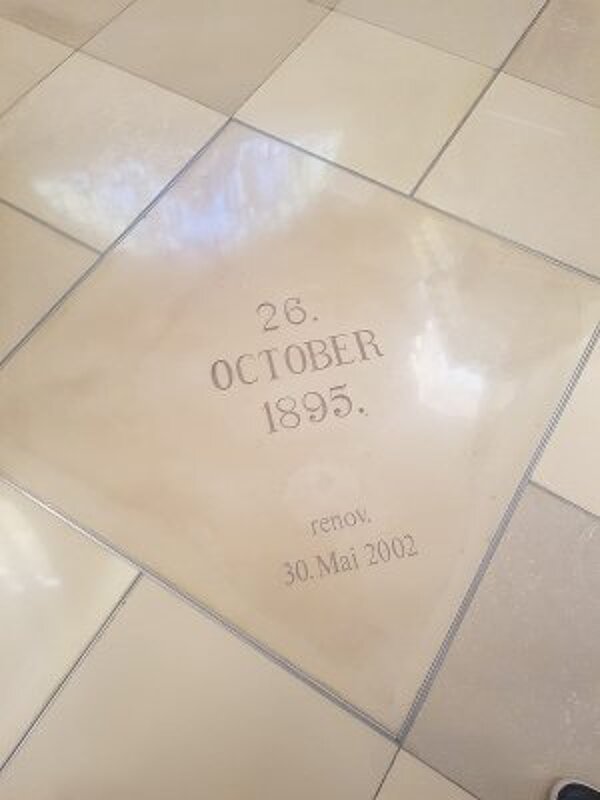 26.
OCTOBER
1895.
renov.
30. Mai 2002